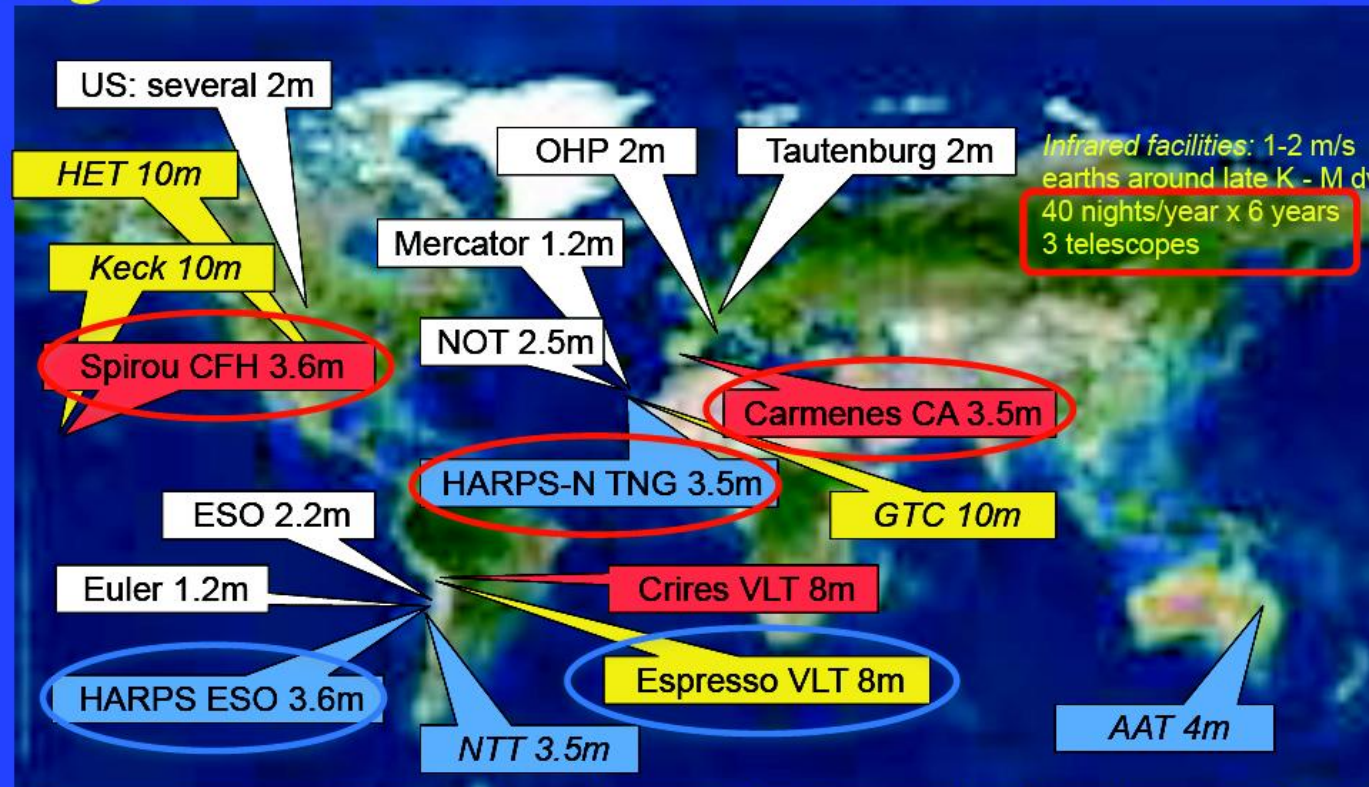 US: several 2m
HET 10m
OHP 2m
Tautenburg 2m
Infrared facilities: 1-2 m/s
earths around late K - M
40 nights/year x 6 years
3 telescopes
Mercator 1.2m
Keck 10m
NOT 2.5m
Spirou CFH 3.6m
Carmenes CA 3.5m
HARPS-N TNG 3.5m
GTC 10m
ESO 2.2m
Euler 1.2m
Crires VLT 8m
HARPS ESO 3.6m
Espresso VLT 8m
NTT 3.5m
AAT 4m